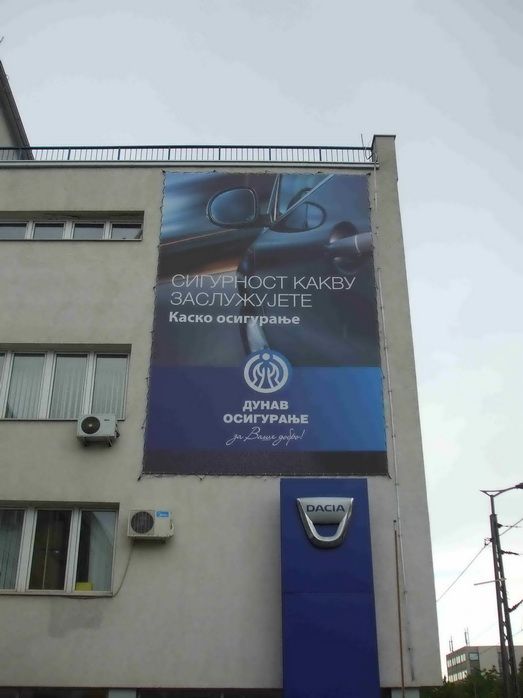 СИГУРНОСТ КАКВУ
ЗАСЛУЖУЈЕТЕ
Каско осигурање
ДУНАВ
ОСИГУРАЊЕ
за Ваше добро!
DACIA